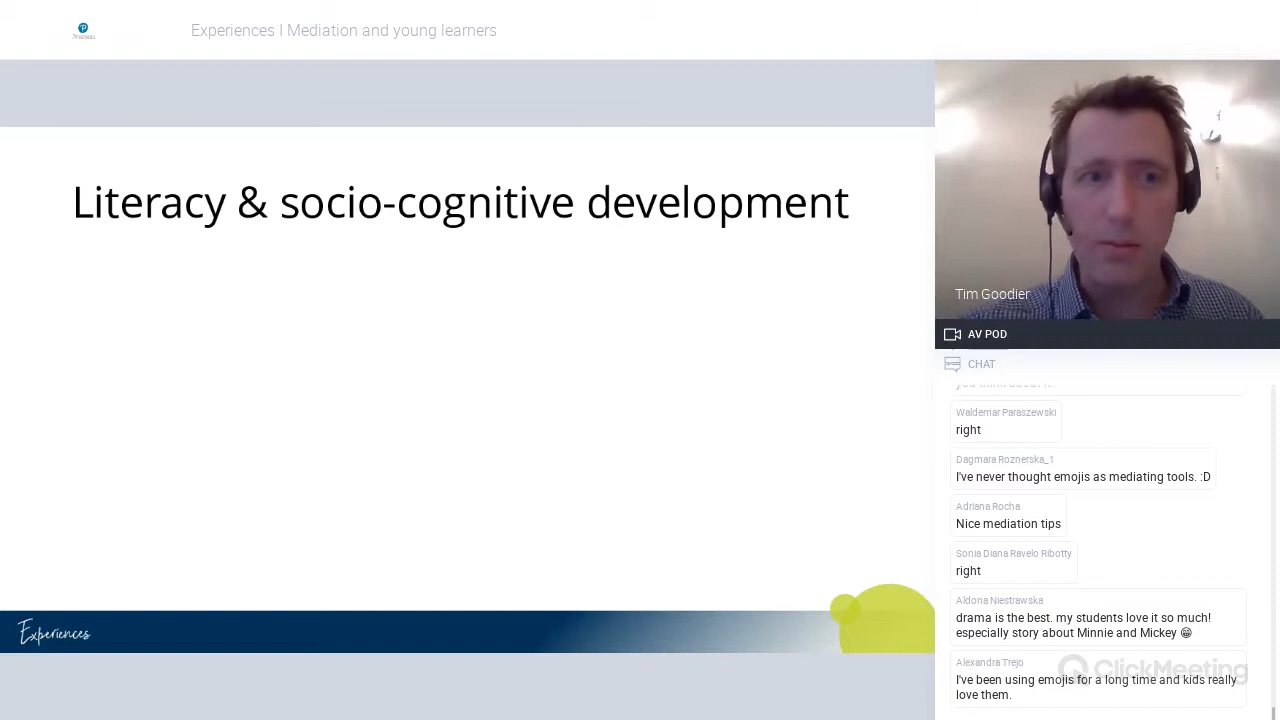 Experiences I Mediation and young learners
Literacy & socio-cognitive development
Experiences
Tim Goodier
AV POD
CHAT
Waldemar Paraszewski
right
Dagmara Roznerska_1
I've never thought emojis as mediating tools. :D
Adriana Rocha
Nice mediation tips
Sonia Diana Ravelo Ribotty
right
Aldona Niestrawska
drama is the best. my students love it so much!
especially story about Minnie and Mickey 😁
Alexandra Trejo
I've been using emojis for a long time and kids really
love them.
ClickMeeting